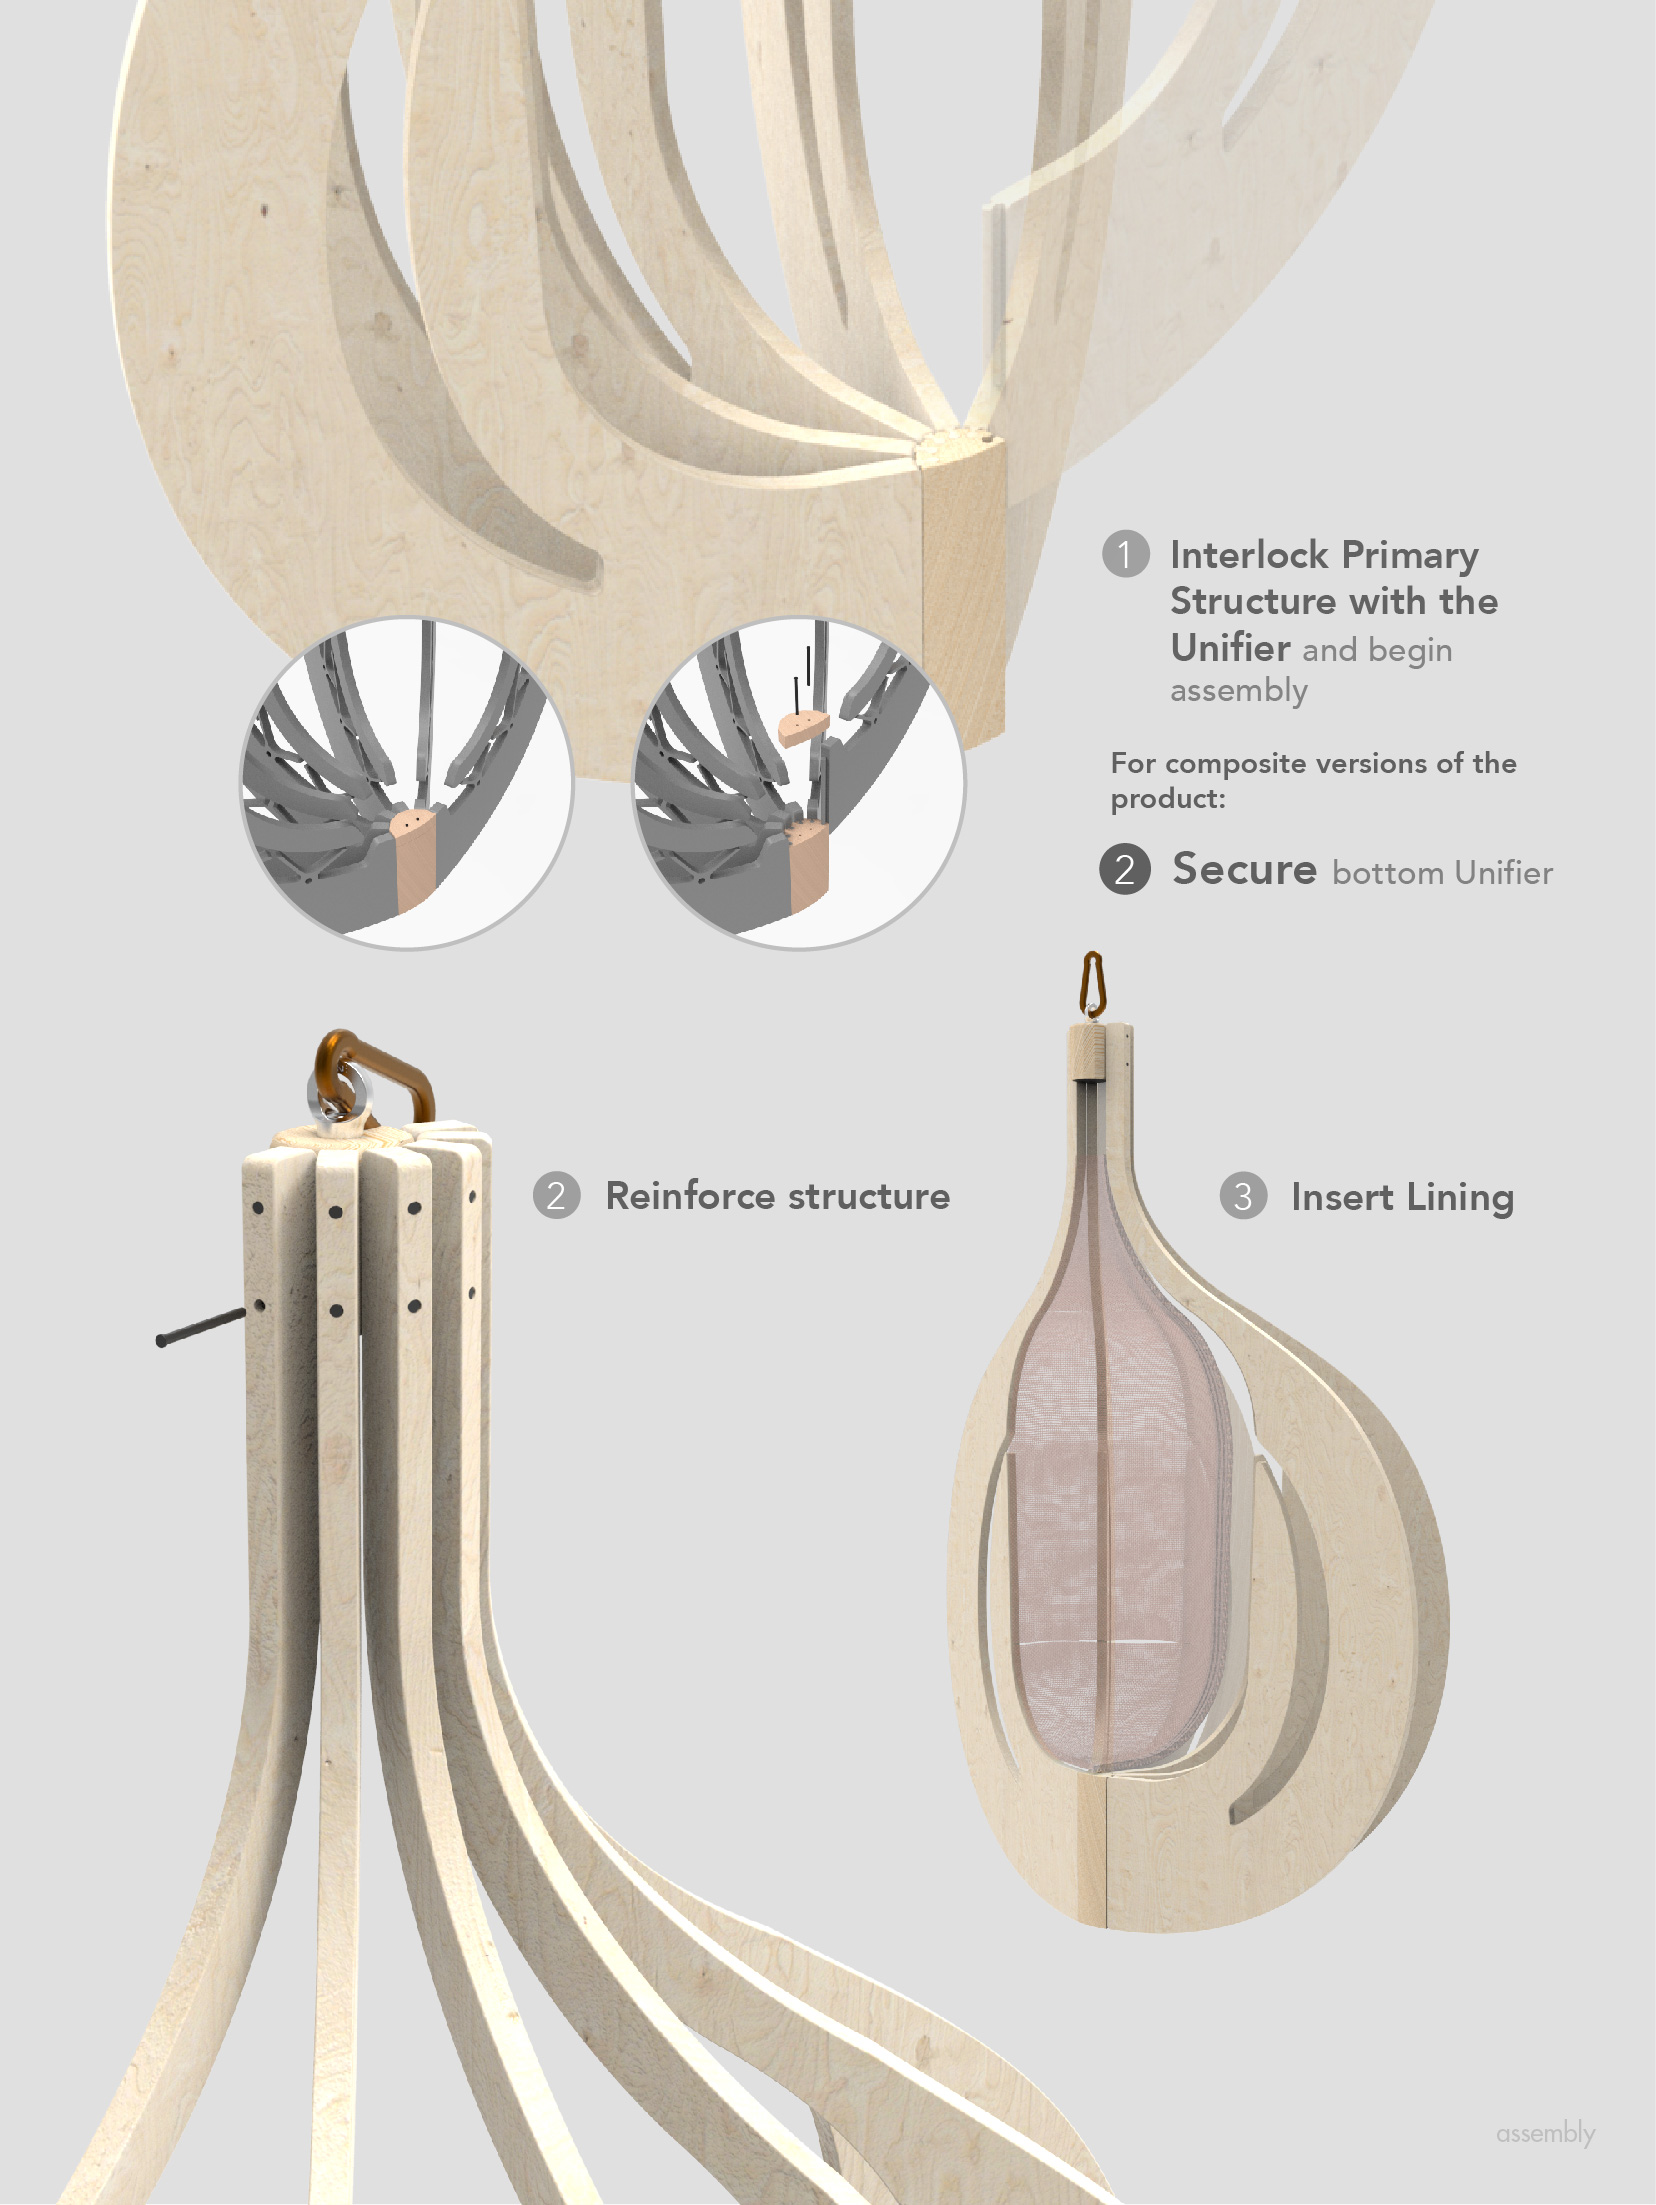 1 Interlock Primary
Structure with the
Unifier and begin
assembly
For composite versions of the
product:
2 Secure bottom Unifier
2 Reinforce structure
3 Insert Lining
assembly